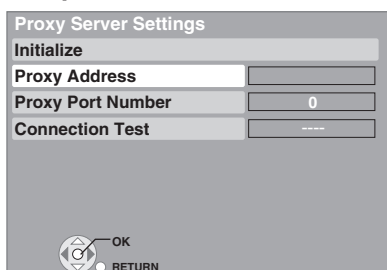 Proxy Server Settings
Initialize
Proxy Address
Proxy Port Number 0
Connection Test ----
OK
RETURN